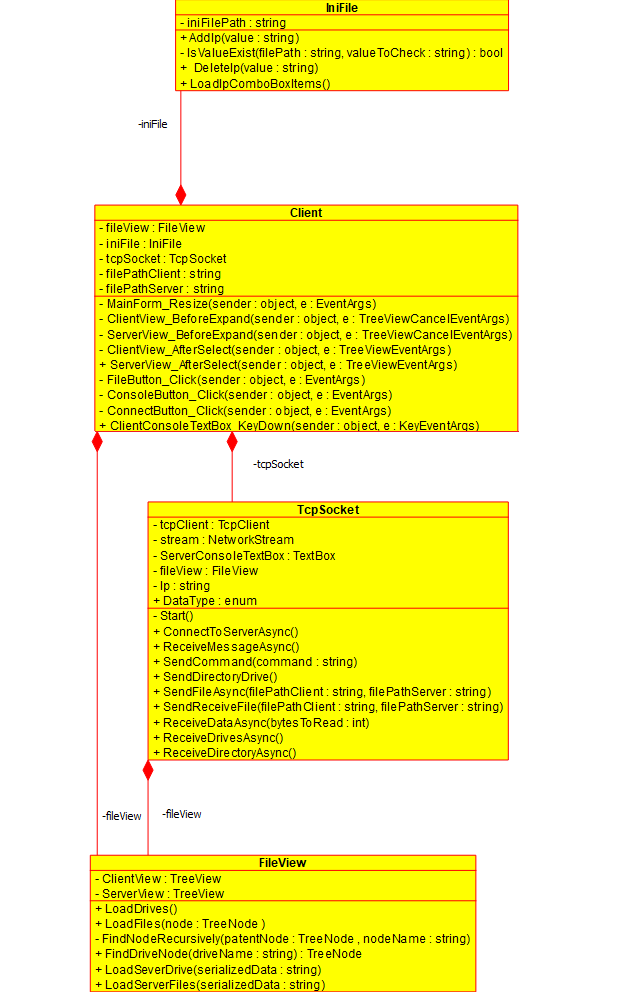 IniFile
- iniFilePath : string
+ AddIp(value : string)
- IsValueExist(filePath : string, valueToCheck : string) : bool
+ DeleteIp(value : string)
+ LoadIpComboBoxItems()
-iniFile
Client
- fileView : FileView
- iniFile : IniFile
- tcpSocket : TcpSocket
- filePathClient : string
- filePathServer : string
- MainForm_Resize(sender : object, e : EventArgs)
- ClientView_BeforeExpand(sender : object, e : TreeViewCancelEventArgs)
- ServerView_BeforeExpand(sender : object, e : TreeViewCancelEventArgs)
- ClientView_AfterSelect(sender : object, e : TreeViewEventArgs)
+ ServerView_AfterSelect(sender : object, e : TreeViewEventArgs)
- FileButton_Click(sender : object, e : EventArgs)
- ConsoleButton_Click(sender : object, e : EventArgs)
- ConnectButton_Click(sender : object, e : EventArgs)
+ ClientConsoleTextBox_KeyDown(sender : object, e : KeyEventArgs)
-tcpSocket
TcpSocket
- tcpClient : TcpClient
- stream : NetworkStream
- ServerConsoleTextBox : TextBox
- fileView : FileView
- Ip : string
+ DataType : enum
- Start()
+ ConnectToServerAsync()
+ ReceiveMessageAsync()
+ SendCommand(command : string)
+ SendDirectoryDrive()
+ SendFileAsync(filePathClient : string, filePathServer : string)
+ SendReceiveFile(filePathClient : string, filePathServer : string)
+ ReceiveDataAsync(bytesToRead : int)
+ ReceiveDrivesAsync()
+ ReceiveDirectoryAsync()
-fileView
-fileView
FileView
- ClientView : TreeView
- ServerView : TreeView
+ LoadDrives()
+ LoadFiles(node : TreeNode )
- FindNodeRecursively(patentNode : TreeNode , nodeName : string)
+ FindDriveNode(driveName : string) : TreeNode
+ LoadSeverDrive(serializedData : string)
+ LoadServerFiles(serializedData : string)